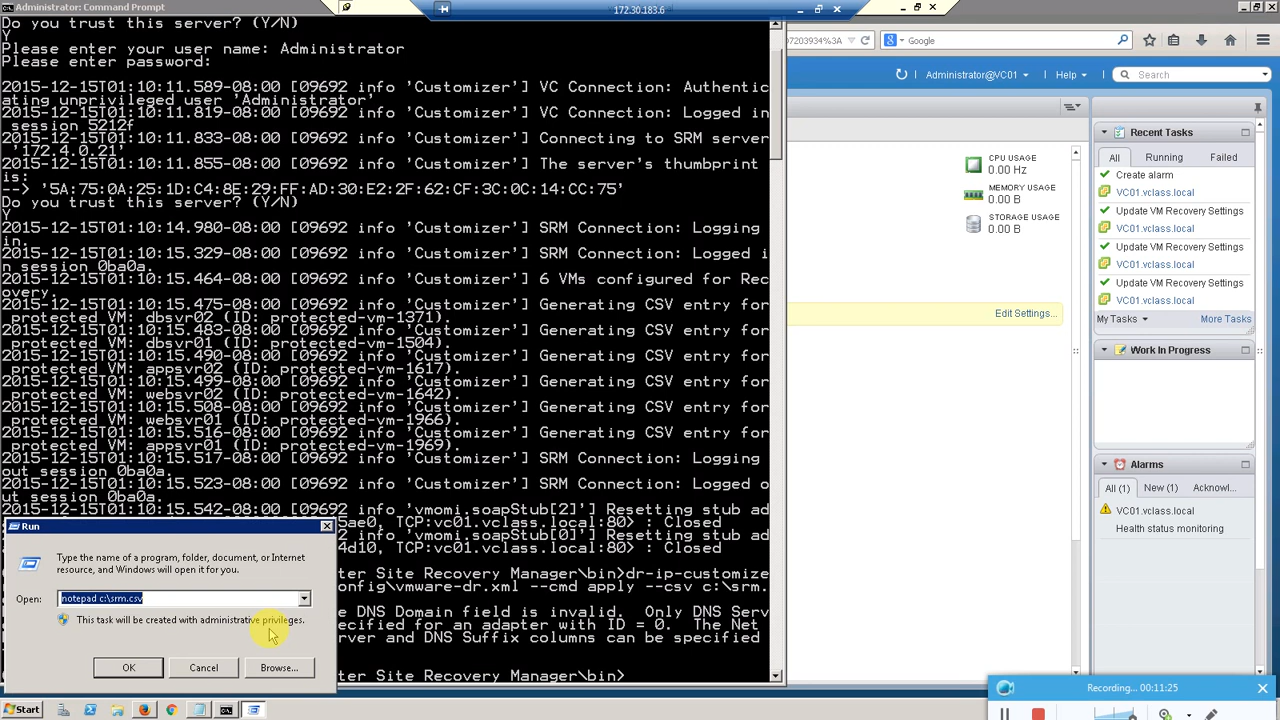 Administrator: Command Prompt
172.30.183.6
Do you trust this server? (Y/N)
Y
Please enter your user name: Administrator
Please enter password:
2015-12-15T01:10:11.589-08:00 [09692 info 'Customizer'] VC Connection: Authentic
ating unprivileged user 'Administrator'
2015-12-15T01:10:11.819-08:00 [09692 info 'Customizer'] VC Connection: Logged in
session 5212f
2015-12-15T01:10:11.833-08:00 [09692 info 'Customizer'] Connecting to SRM server
'172.4.0.21'
2015-12-15T01:10:11.855-08:00 [09692 info 'Customizer'] The server's thumbprint
is:
--> '5A:75:0A:25:1D:C4:8E:29:FF:AD:30:E2:2F:62:CF:3C:0C:14:CC:75'
Do you trust this server? (Y/N)
Y
2015-12-15T01:10:14.980-08:00 [09692 info 'Customizer'] SRM Connection: Logging
in.
2015-12-15T01:10:15.329-08:00 [09692 info 'Customizer'] SRM Connection: Logged i
n session 0ba0a.
2015-12-15T01:10:15.464-08:00 [09692 info 'Customizer'] 6 VMs configured for Rec
overy.
2015-12-15T01:10:15.475-08:00 [09692 info 'Customizer'] Generating CSV entry for
protected VM: dbsvr02 (ID: protected-vm-1371).
2015-12-15T01:10:15.483-08:00 [09692 info 'Customizer'] Generating CSV entry for
protected VM: dbsvr01 (ID: protected-vm-1504).
2015-12-15T01:10:15.490-08:00 [09692 info 'Customizer'] Generating CSV entry for
protected VM: appsvr02 (ID: protected-vm-1617).
2015-12-15T01:10:15.499-08:00 [09692 info 'Customizer'] Generating CSV entry for
protected VM: websvr02 (ID: protected-vm-1642).
2015-12-15T01:10:15.508-08:00 [09692 info 'Customizer'] Generating CSV entry for
protected VM: websvr01 (ID: protected-vm-1966).
2015-12-15T01:10:15.516-08:00 [09692 info 'Customizer'] Generating CSV entry for
protected VM: appsvr01 (ID: protected-vm-1969).
2015-12-15T01:10:15.517-08:00 [09692 info 'Customizer'] SRM Connection: Logging
out session 0ba0a.
2015-12-15T01:10:15.523-08:00 [09692 info 'Customizer'] SRM Connection: Logged o
ut session 0ba0a.
2015-12-15T01:10:15.542-08:00 [09692 info 'vmomi.soapStub[2]'] Resetting stub ad
5ae0, TCP:vc01.vclass.local:80> : Closed
[09692 info 'vmomi.soapStub[0]'] Resetting stub ad
4d10, TCP:vc01.vclass.local:80> : Closed
ter Site Recovery Manager\bin>dr-ip-customize
onfig\vmware-dr.xml --cmd apply --csv c:\srm.
e DNS Domain field is invalid. Only DNS Serv
ecified for an adapter with ID = 0. The Net
erver and DNS Suffix columns can be specified
ter Site Recovery Manager\bin>
Run
Type the name of a program, folder, document, or Internet
resource, and Windows will open it for you.
Open: notepad c:\srm.csv
This task will be created with administrative privileges.
OK Cancel Browse...
Start
07203934%3A
Google
Administrator@VC01
Help
Search
CPU USAGE
0.00 Hz
MEMORY USAGE
0.00 B
STORAGE USAGE
0.00 B
Edit Settings...
Recent Tasks
All Running Failed
Create alarm
VC01.vclass.local
Update VM Recovery Settings
VC01.vclass.local
Update VM Recovery Settings
VC01.vclass.local
Update VM Recovery Settings
VC01.vclass.local
My Tasks More Tasks
Work In Progress
Alarms
All (1) New (1) Acknowl...
VC01.vclass.local
Health status monitoring
Recording... 00:11:25